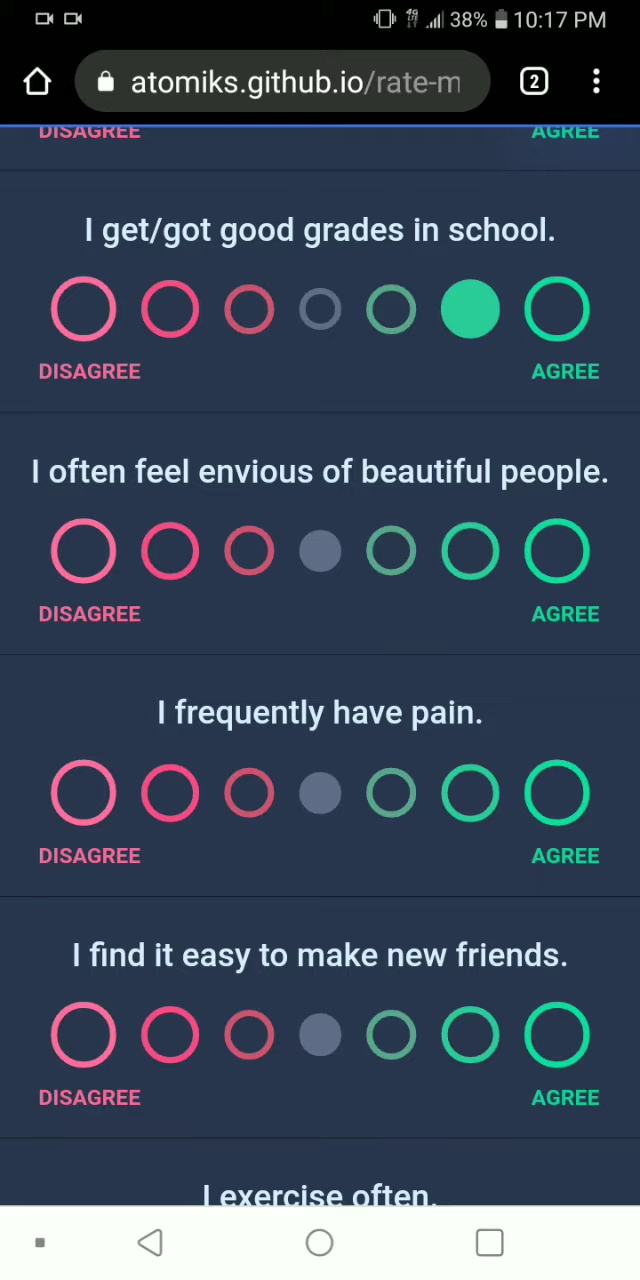 38% 10:17 PM
atomiks.github.io/rate-m 2
DISAGREE AGREE
I get/got good grades in school.
DISAGREE AGREE
I often feel envious of beautiful people.
DISAGREE AGREE
I frequently have pain.
DISAGREE AGREE
I find it easy to make new friends.
DISAGREE AGREE
I exercise often.